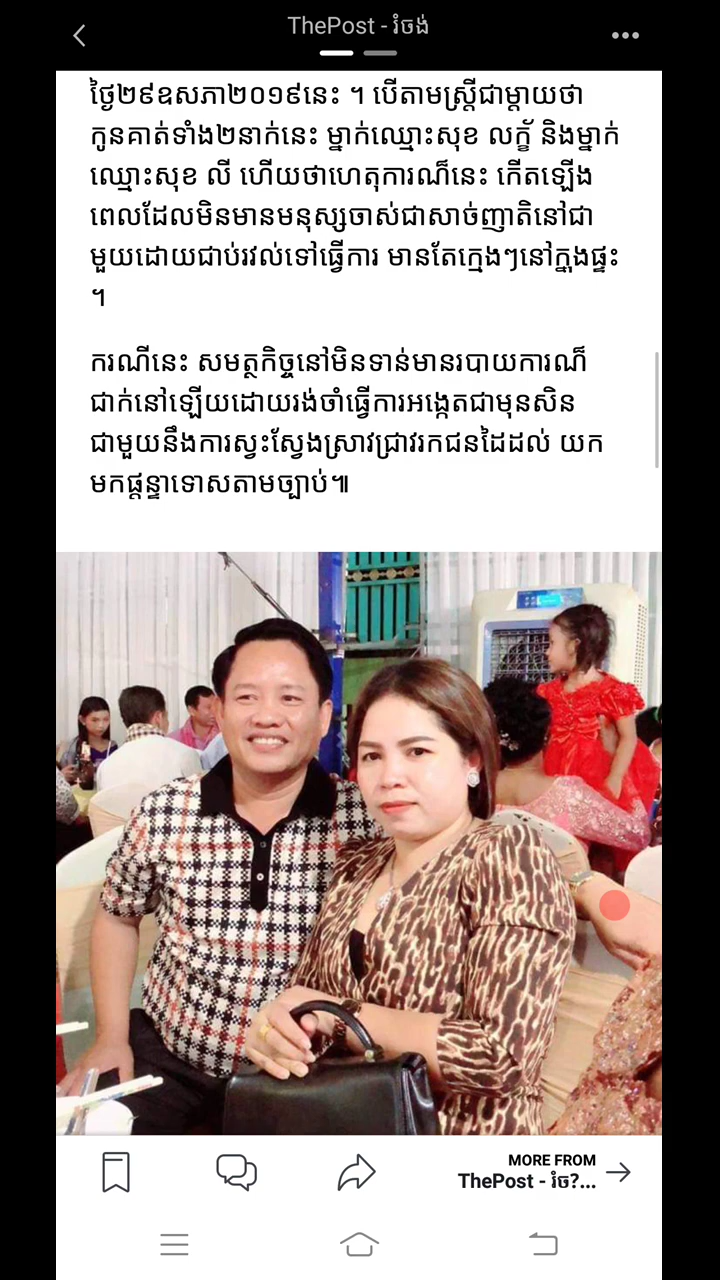 ThePost - រំចង់
ថ្ងៃ២៩ឧសភា២០១៩នេះ ។ បើតាមស្ត្រីជាម្តាយថា
កូនគាត់ទាំង២នាក់នេះ ម្នាក់ឈ្មោះសុខ លក្ខ័ និងម្នាក់
ឈ្មោះសុខ លី ហើយថាហេតុការណ៏នេះ កើតឡើង
ពេលដែលមិនមានមនុស្សចាស់ជាសាច់ញាតិនៅជា
មួយដោយជាប់រវល់ទៅធ្វើការ មានតែក្មេងៗនៅក្នុងផ្ទះ
។
ករណីនេះ សមត្ថកិច្ចនៅមិនទាន់មានរបាយការណ៏
ជាក់នៅឡើយដោយរង់ចាំធ្វើការអង្កេតជាមុនសិន
ជាមួយនឹងការស្វះស្វែងស្រាវជ្រាវរកជនដៃដល់ យក
មកផ្តន្ទាទោសតាមច្បាប់៕
MORE FROM
ThePost - រំច?...